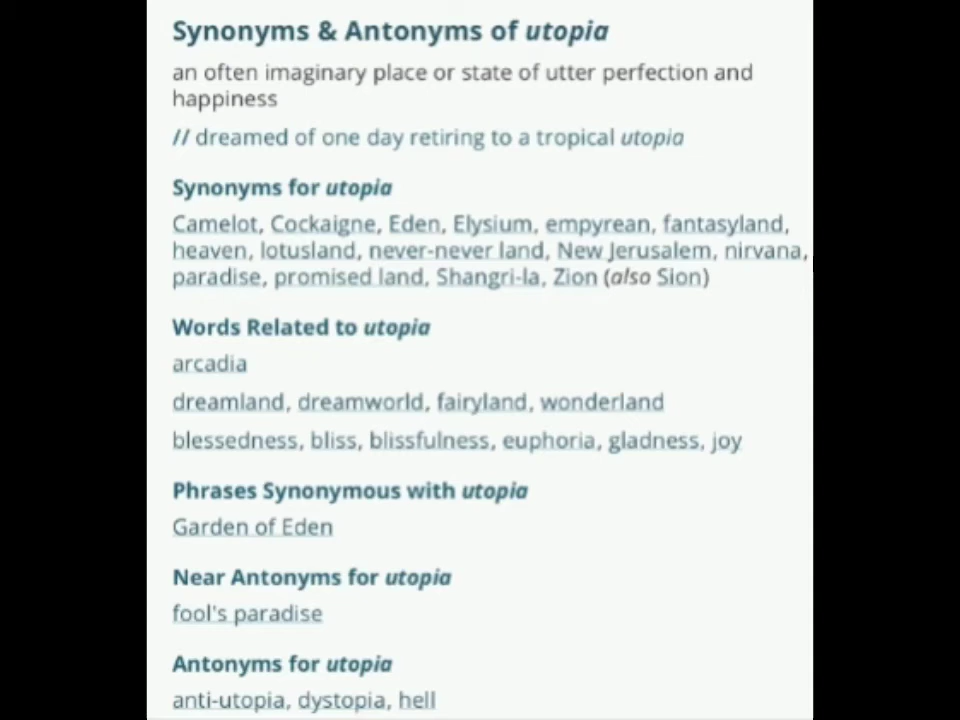 Synonyms & Antonyms of utopia
an often imaginary place or state of utter perfection and
happiness
// dreamed of one day retiring to a tropical utopia
Synonyms for utopia
Camelot, Cockaigne, Eden, Elysium, empyrean, fantasyland,
heaven, lotusland, never-never land, New Jerusalem, nirvana,
paradise, promised land, Shangri-la, Zion (also Sion)
Words Related to utopia
arcadia
dreamland, dreamworld, fairyland, wonderland
blessedness, bliss, blissfulness, euphoria, gladness, joy
Phrases Synonymous with utopia
Garden of Eden
Near Antonyms for utopia
fool's paradise
Antonyms for utopia
anti-utopia, dystopia, hell